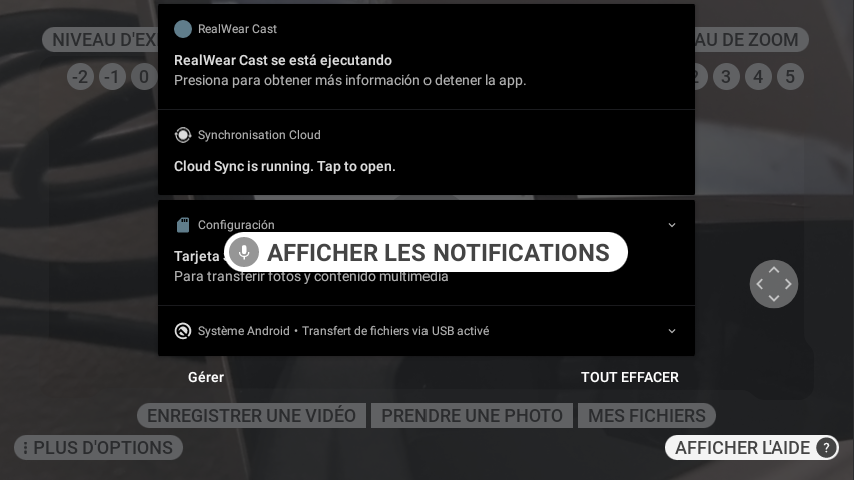 RealWear Cast
NIVEAU D'EX
AU DE ZOOM
RealWear Cast se está ejecutando
-2 -1 0
3 4 5
Presiona para obtener más información o detener la app.
Synchronisation Cloud
Cloud Sync is running. Tap to open.
Configuración
AFFICHER LES NOTIFICATIONS
Tarjeta
Para transferir fotos y contenido multimedia
Système Android • Transfert de fichiers via USB activé
Gérer
TOUT EFFACER
ENREGISTRER UNE VIDÉO
PRENDRE UNE PHOTO
MES FICHIERS
PLUS D'OPTIONS
AFFICHER L'AIDE ?